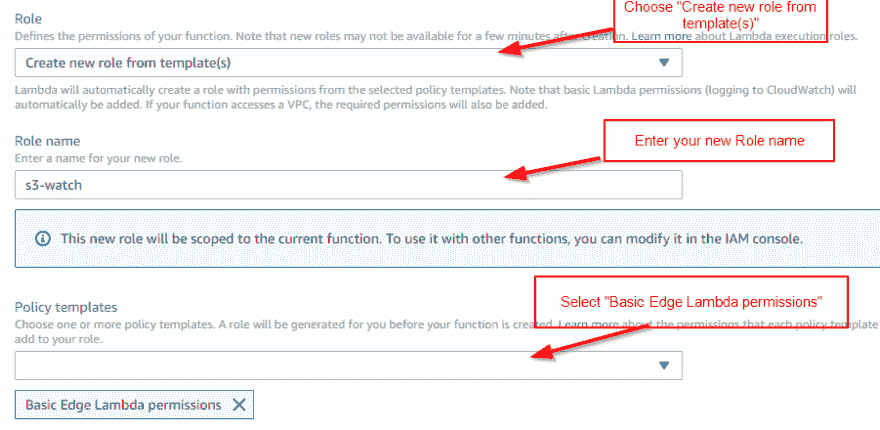 Role
Choose "Create new role from
template(s)"
Defines the permissions of your function. Note that new roles may not be available for a few minutes after creation. Learn more about Lambda execution roles.
Create new role from template(s)
Lambda will automatically create a role with permissions from the selected policy templates. Note that basic Lambda permissions (logging to CloudWatch) will
automatically be added. If your function accesses a VPC, the required permissions will also be added.
Role name
Enter your new Role name
Enter a name for your new role.
s3-watch
This new role will be scoped to the current function. To use it with other functions, you can modify it in the IAM console.
Policy templates
Select "Basic Edge Lambda permissions"
Choose one or more policy templates. A role will be generated for you before your function is created. Learn more about the permissions that each policy template
add to your role.
Basic Edge Lambda permissions